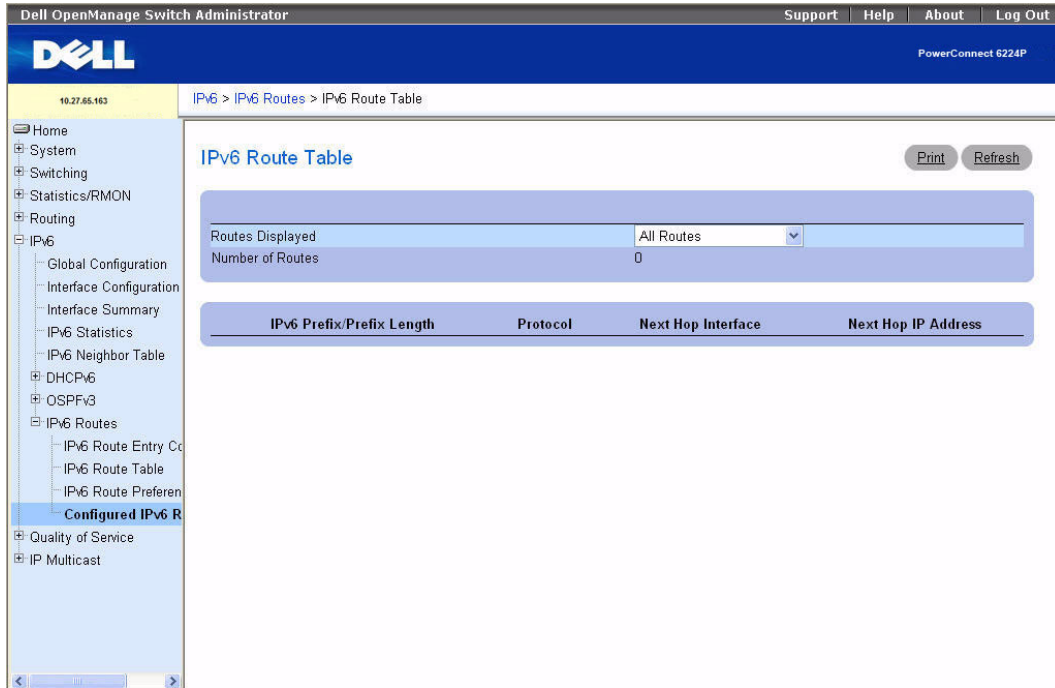 Dell OpenManage Switch Administrator Support Help About Log Out
DELL
PowerConnect 6224P
10.27.65.163
IPv6 > IPv6 Routes > IPv6 Route Table
Home
System
Switching
Statistics/RMON
Routing
IPv6
Global Configuration
Interface Configuration
Interface Summary
IPv6 Statistics
IPv6 Neighbor Table
DHCPv6
OSPFv3
IPv6 Routes
IPv6 Route Entry Co
IPv6 Route Table
IPv6 Route Preferen
Configured IPv6 R
Quality of Service
IP Multicast
IPv6 Route Table
Print Refresh
Routes Displayed All Routes
Number of Routes 0
IPv6 Prefix/Prefix Length Protocol Next Hop Interface Next Hop IP Address